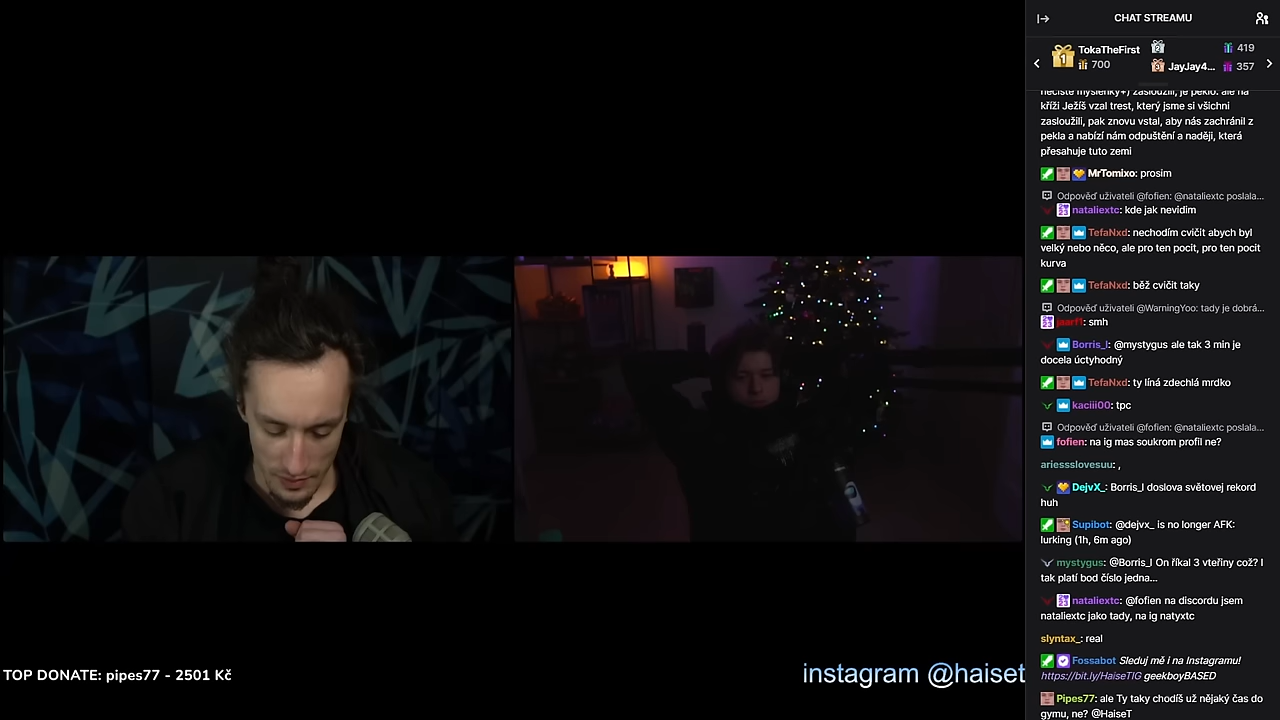 CHAT STREAMU
TokaTheFirst
700
419
JayJay4...
357
nečisté myšlenky+) zasloužili, je peklo. ale na
kříži Ježíš vzal trest, který jsme si všichni
zasloužili, pak znovu vstal, aby nás zachránil z
pekla a nabízí nám odpuštění a naději, která
přesahuje tuto zemi
MrTomixo: prosim
Odpověď uživateli @fofien: @nataliextc poslala...
nataliextc: kde jak nevidim
TefaNxd: nechodím cvičit abych byl
velký nebo něco, ale pro ten pocit, pro ten pocit
kurva
TefaNxd: běž cvičit taky
Odpověď uživateli @WarningYoo: tady je dobrá...
jaarf1: smh
Borris_I: @mystygus ale tak 3 min je
docela úctyhodný
TefaNxd: ty líná zdechlá mrdko
kaciii00: tpc
Odpověď uživateli @fofien: @nataliextc poslala...
fofien: na ig mas soukrom profil ne?
ariessslovesuu: ,
DejvX_: Borris_I doslova světovej rekord
huh
Supibot: @dejvx_ is no longer AFK:
lurking (1h, 6m ago)
mystygus: @Borris_I On říkal 3 vteřiny což? I
tak platí bod číslo jedna...
nataliextc: @fofien na discordu jsem
nataliextc jako tady, na ig natyxtc
slyntax_: real
Fossabot Sleduj mě i na Instagramu!
https://bit.ly/HaiseTIG geekboyBASED
Pipes77: ale Ty taky chodíš už nějaký čas do
gymu, ne? @HaiseT
TOP DONATE: pipes77 - 2501 Kč
instagram @haiset